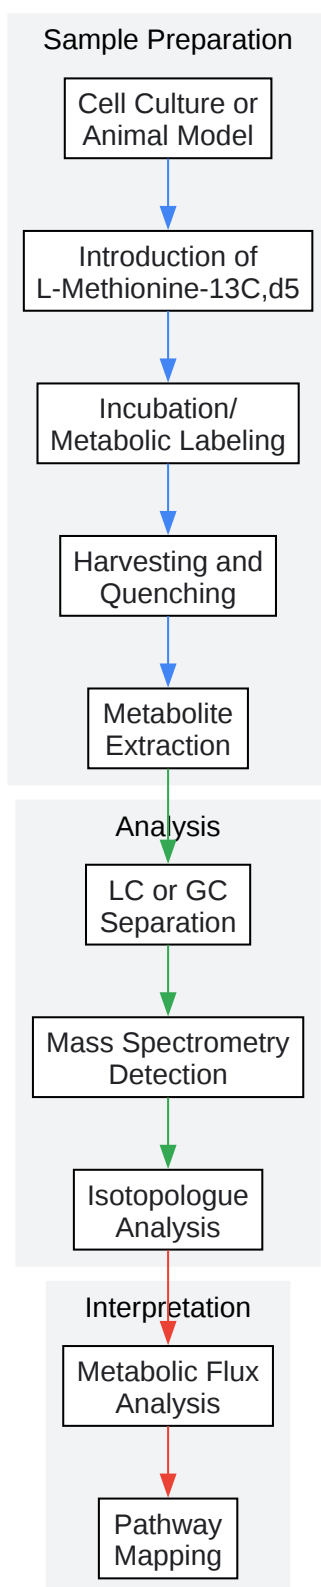 Sample Preparation
Cell Culture or
Animal Model
Introduction of
L-Methionine-13C,d5
Incubation/
Metabolic Labeling
Harvesting and
Quenching
Metabolite
Extraction
Analysis
LC or GC
Separation
Mass Spectrometry
Detection
Isotopologue
Analysis
Interpretation
Metabolic Flux
Analysis
Pathway
Mapping